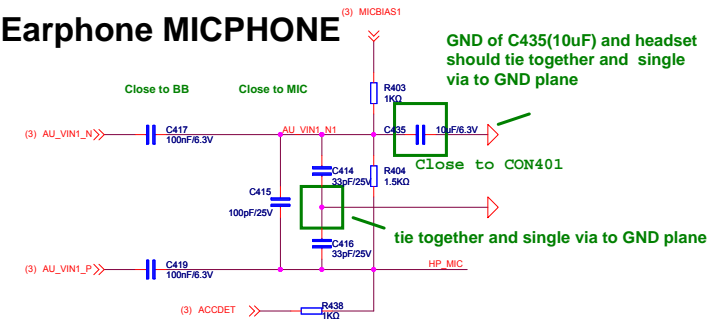 Earphone MICPHONE
(3) MICBIAS1
GND of C435(10uF) and headset
should tie together and single
via to GND plane
Close to BB
Close to MIC
R403
1KΩ
(3) AU_VIN1_N
C417
100nF/6.3V
AU_VIN1_N1
C435
10uF/6.3V
Close to CON401
C414
33pF/25V
R404
1.5KΩ
C415
100pF/25V
C416
33pF/25V
tie together and single via to GND plane
(3) AU_VIN1_P
C419
100nF/6.3V
HP_MIC
(3) ACCDET
R438
1KΩ